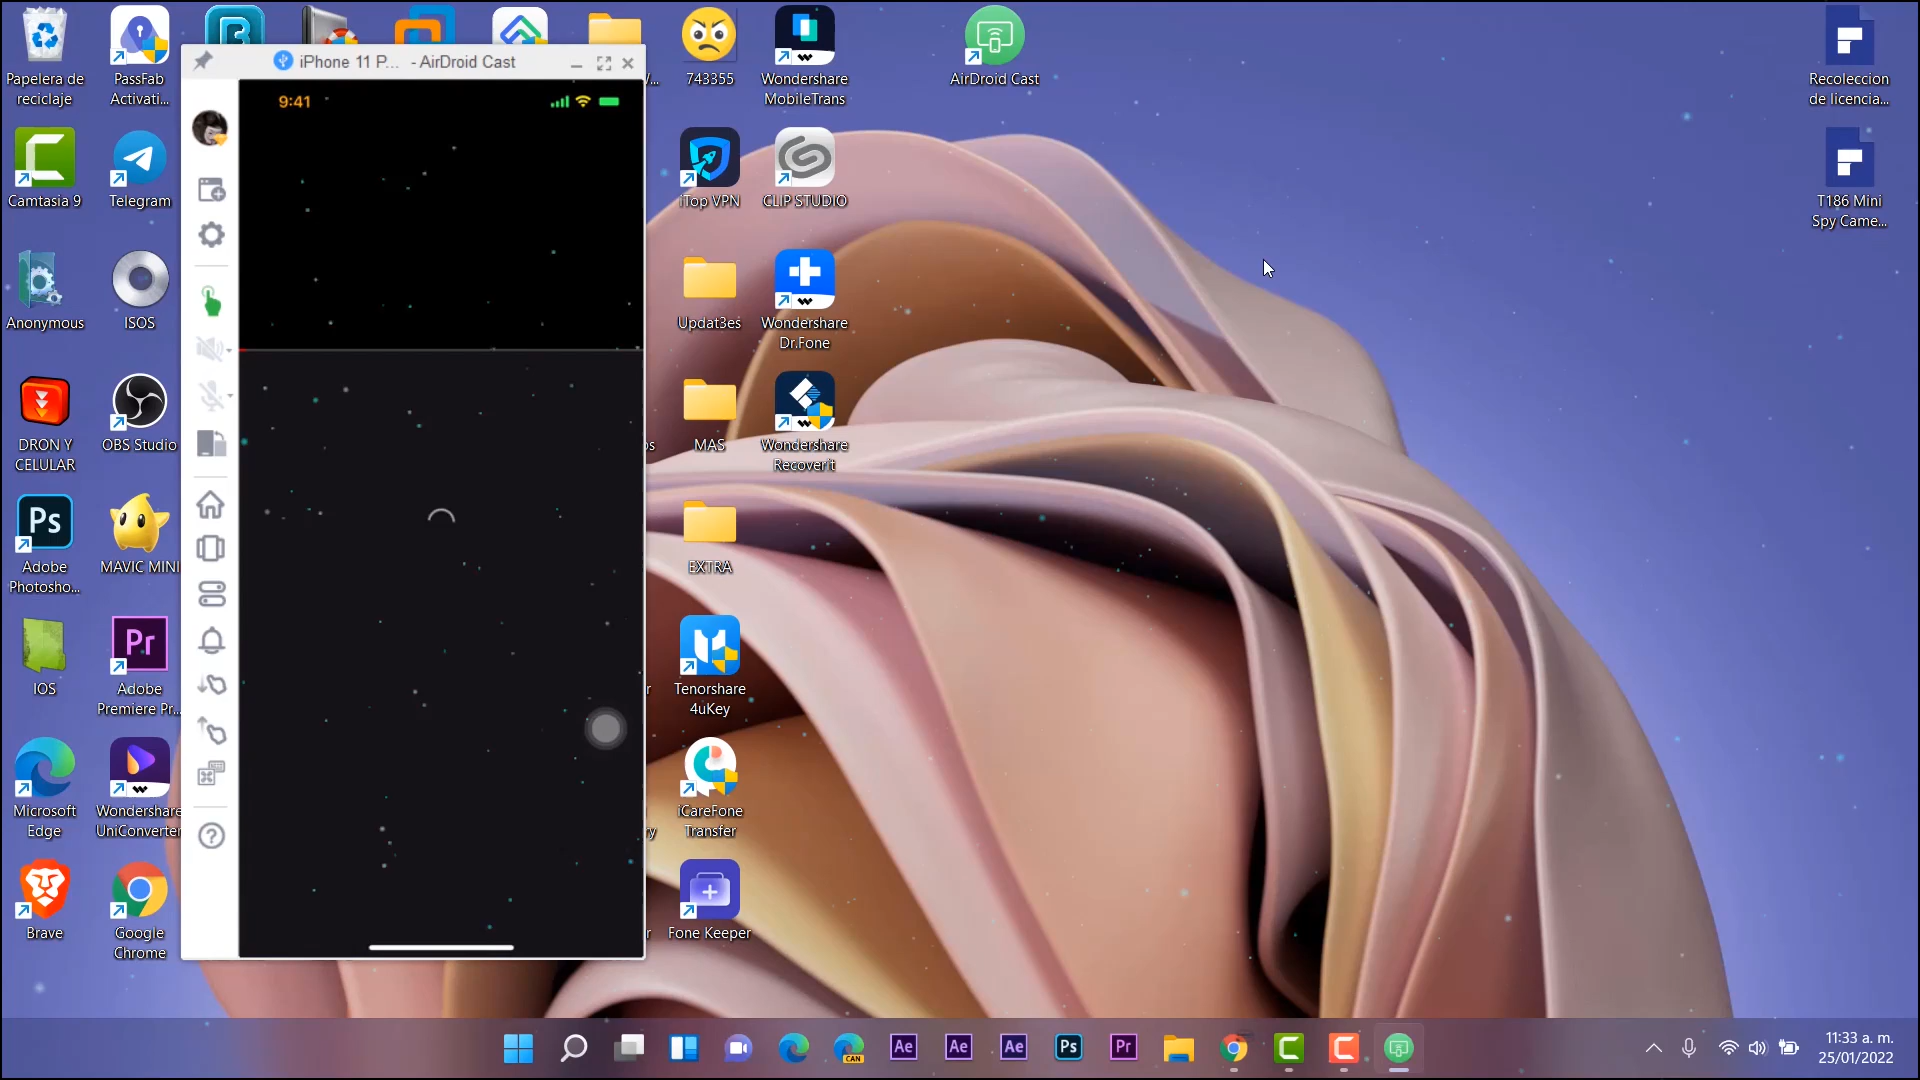 iPhone 11 P... - AirDroid Cast
9:41
Papelera de
reciclaje
PassFab
Activati...
743355
Wondershare
MobileTrans
AirDroid Cast
Recoleccion
de licencia...
Camtasia 9
Telegram
iTop VPN
CLIP STUDIO
T186 Mini
Spy Came...
Anonymous
ISOS
Updat3es
Wondershare
Dr.Fone
DRON Y
CELULAR
OBS Studio
MAS
Wondershare
Recoverit
Ps
Adobe
Photosho...
MAVIC MINI
EXTRA
IOS
Pr
Adobe
Premiere Pr...
Tenorshare
4uKey
Microsoft
Edge
Wondershare
UniConverter
iCareFone
Transfer
Brave
Google
Chrome
Fone Keeper
CAN
Ae
Ae
Ae
Ps
Pr
11:33 a. m.
25/01/2022